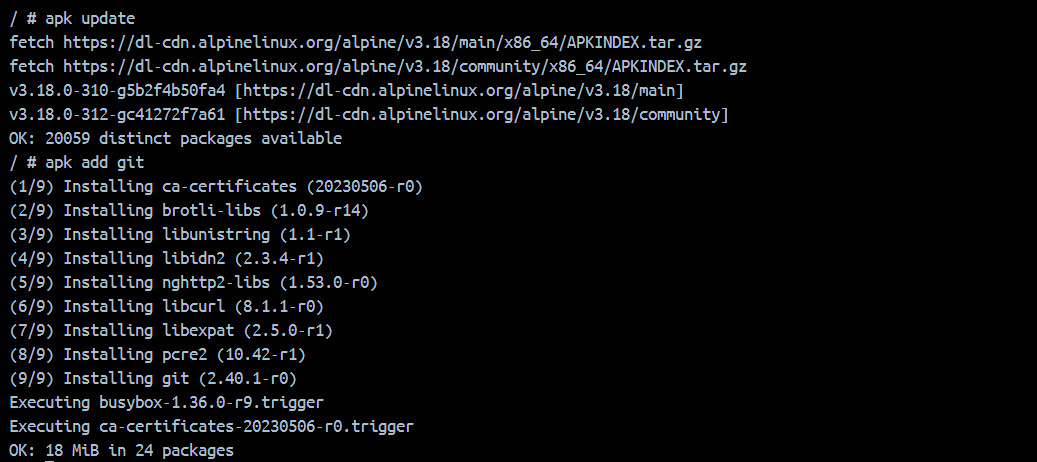 / # apk update
fetch https://dl-cdn.alpinelinux.org/alpine/v3.18/main/x86_64/APKINDEX.tar.gz
fetch https://dl-cdn.alpinelinux.org/alpine/v3.18/community/x86_64/APKINDEX.tar.gz
v3.18.0-310-g5b2f4b50fa4 [https://dl-cdn.alpinelinux.org/alpine/v3.18/main]
v3.18.0-312-gc41272f7a61 [https://dl-cdn.alpinelinux.org/alpine/v3.18/community]
OK: 20059 distinct packages available
/ # apk add git
(1/9) Installing ca-certificates (20230506-r0)
(2/9) Installing brotli-libs (1.0.9-r14)
(3/9) Installing libunistring (1.1-r1)
(4/9) Installing libidn2 (2.3.4-r1)
(5/9) Installing nghttp2-libs (1.53.0-r0)
(6/9) Installing libcurl (8.1.1-r0)
(7/9) Installing libexpat (2.5.0-r1)
(8/9) Installing pcre2 (10.42-r1)
(9/9) Installing git (2.40.1-r0)
Executing busybox-1.36.0-r9.trigger
Executing ca-certificates-20230506-r0.trigger
OK: 18 MiB in 24 packages